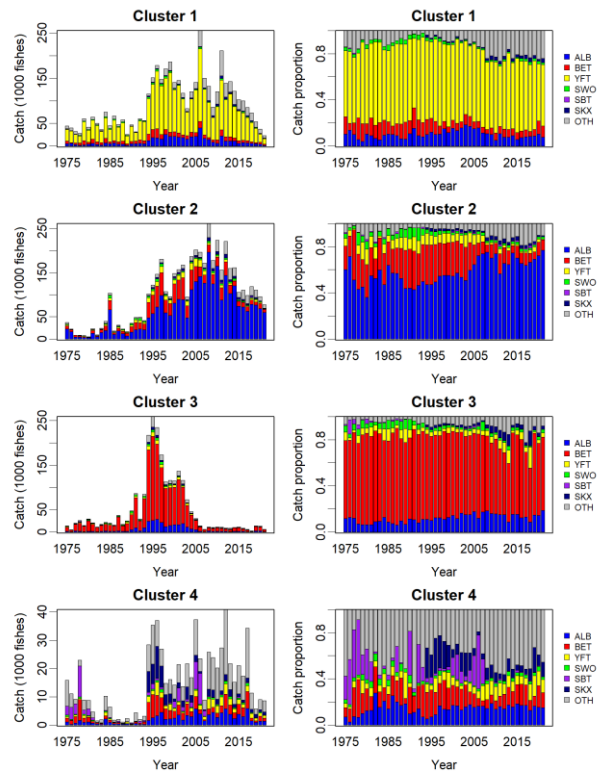 Cluster 1
Catch (1000 fishes)
250
150
50
0
1975 1985 1995 2005 2015
Year
Cluster 1
Catch proportion
0.8
0.4
0.0
1975 1985 1995 2005 2015
Year
ALB
BET
YFT
SWO
SBT
SKX
OTH
Cluster 2
Catch (1000 fishes)
250
150
50
0
1975 1985 1995 2005 2015
Year
Cluster 2
Catch proportion
0.8
0.4
0.0
1975 1985 1995 2005 2015
Year
ALB
BET
YFT
SWO
SBT
SKX
OTH
Cluster 3
Catch (1000 fishes)
250
150
50
0
1975 1985 1995 2005 2015
Year
Cluster 3
Catch proportion
0.8
0.4
0.0
1975 1985 1995 2005 2015
Year
ALB
BET
YFT
SWO
SBT
SKX
OTH
Cluster 4
Catch (1000 fishes)
40
30
20
10
0
1975 1985 1995 2005 2015
Year
Cluster 4
Catch proportion
0.8
0.4
0.0
1975 1985 1995 2005 2015
Year
ALB
BET
YFT
SWO
SBT
SKX
OTH